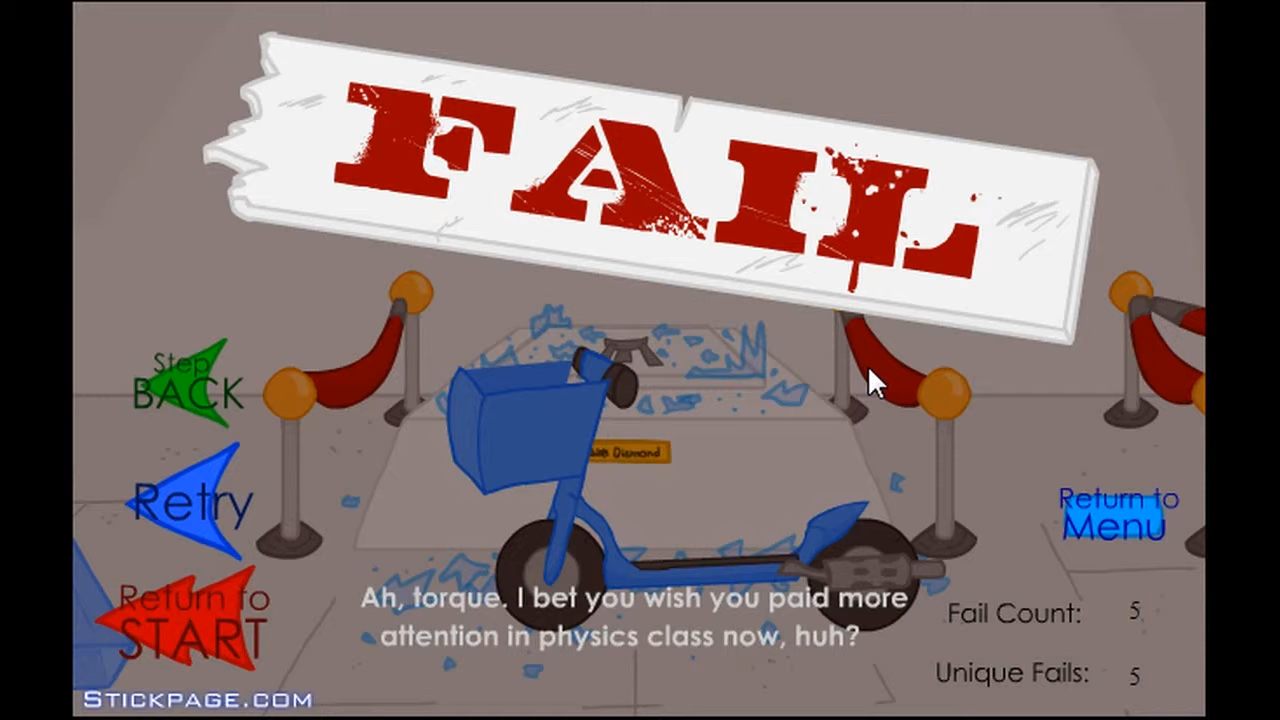 FAIL
Step
BACK
Diamond
Retry
Return to
Menu
Return to
START
Ah, torque. I bet you wish you paid more
attention in physics class now, huh?
Fail Count: 5
Unique Fails: 5
STICKPAGE.COM